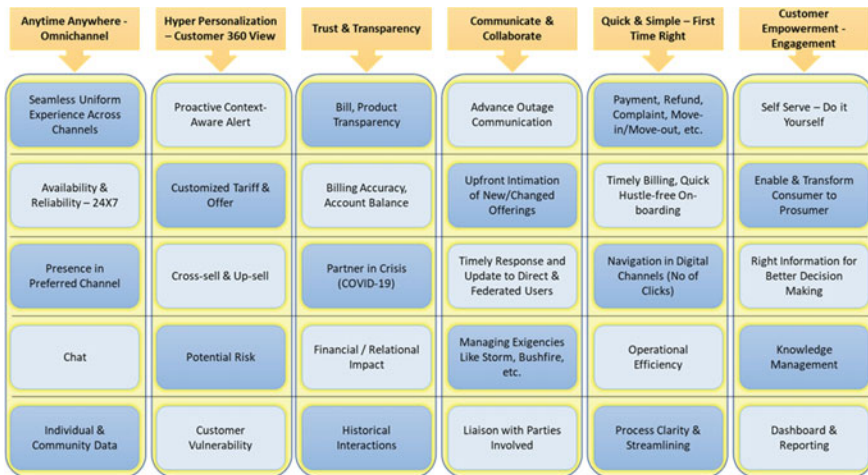 Anytime Anywhere -
Omnichannel
Hyper Personalization
– Customer 360 View
Trust & Transparency
Communicate &
Collaborate
Quick & Simple – First
Time Right
Customer
Empowerment -
Engagement
Seamless Uniform
Experience Across
Channels
Proactive Context-
Aware Alert
Bill, Product
Transparency
Advance Outage
Communication
Payment, Refund,
Complaint, Move-
in/Move-out, etc.
Self Serve – Do it
Yourself
Availability &
Reliability – 24X7
Customized Tariff &
Offer
Billing Accuracy,
Account Balance
Upfront Intimation
of New/Changed
Offerings
Timely Billing, Quick
Hustle-free On-
boarding
Enable & Transform
Consumer to
Prosumer
Presence in
Preferred Channel
Cross-sell & Up-sell
Partner in Crisis
(COVID-19)
Timely Response and
Update to Direct &
Federated Users
Navigation in Digital
Channels (No of
Clicks)
Right Information for
Better Decision
Making
Chat
Potential Risk
Financial / Relational
Impact
Managing Exigencies
Like Storm, Bushfire,
etc.
Operational
Efficiency
Knowledge
Management
Individual &
Community Data
Customer
Vulnerability
Historical
Interactions
Liaison with Parties
Involved
Process Clarity &
Streamlining
Dashboard &
Reporting